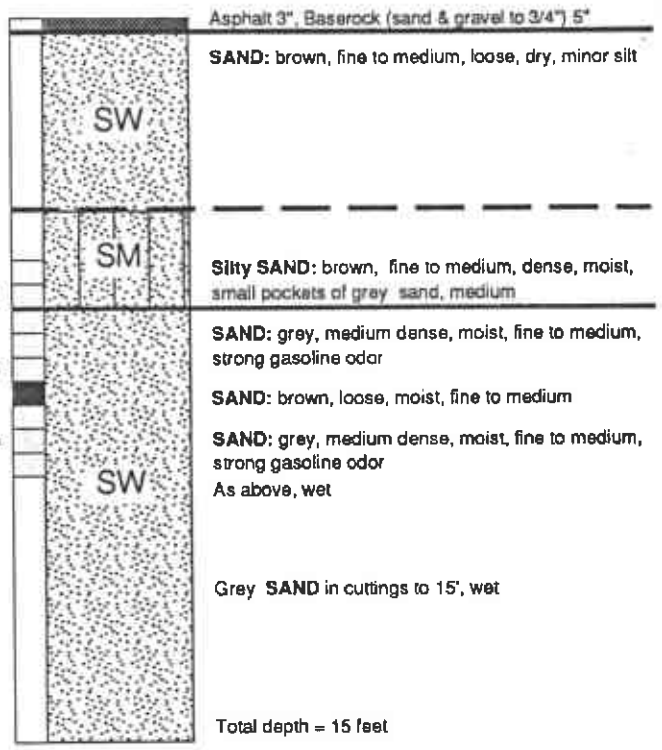 Asphalt 3", Baserock (sand & gravel to 3/4") 5"
SAND: brown, fine to medium, loose, dry, minor silt
SW
SM
Silty SAND: brown, fine to medium, dense, moist,
small pockets of grey sand, medium
SAND: grey, medium dense, moist, fine to medium,
strong gasoline odor
SAND: brown, loose, moist, fine to medium
SAND: grey, medium dense, moist, fine to medium,
strong gasoline odor
SW
As above, wet
Grey SAND in cuttings to 15', wet
Total depth = 15 feet